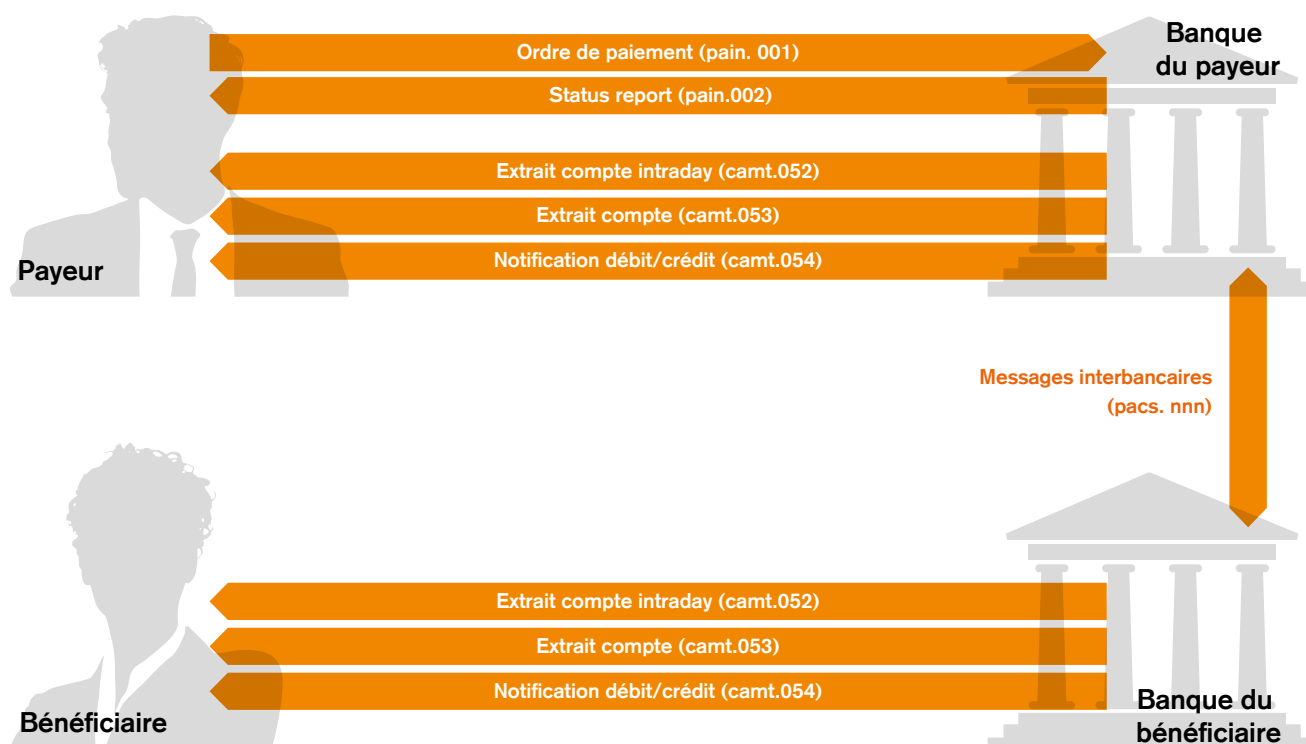 Ordre de paiement (pain. 001)
Banque
du payeur
Status report (pain.002)
Extrait compte intraday (camt.052)
Extrait compte (camt.053)
Notification débit/crédit (camt.054)
Payeur
Messages interbancaires
(pacs. nnn)
Extrait compte intraday (camt.052)
Extrait compte (camt.053)
Notification débit/crédit (camt.054)
Bénéficiaire
Banque du
bénéficiaire